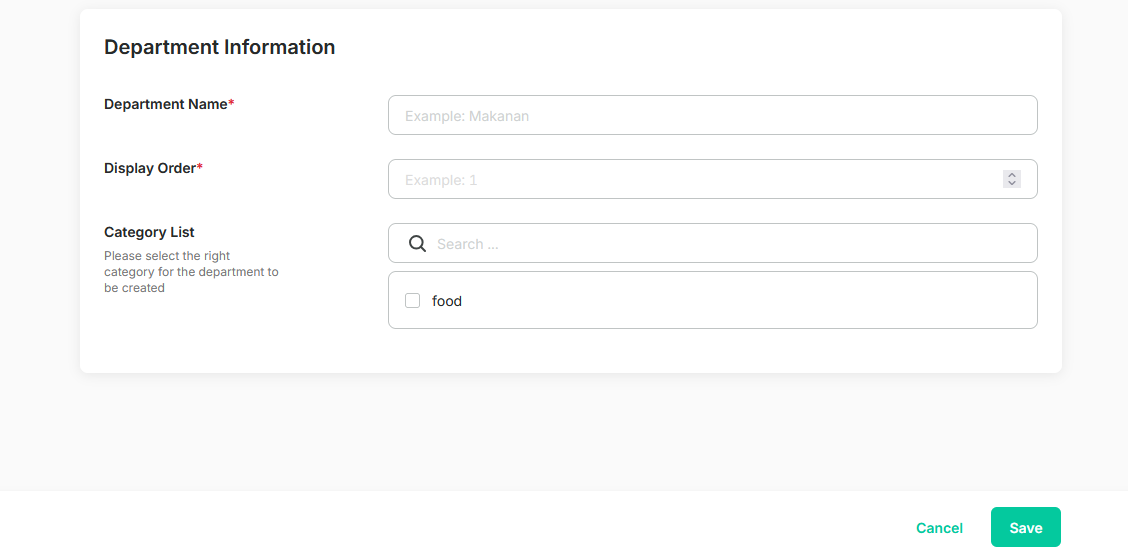 Department Information
Department Name*
Example: Makanan
Display Order*
Example: 1
Category List
Please select the right
category for the department to
be created
Search ...
food
Cancel
Save